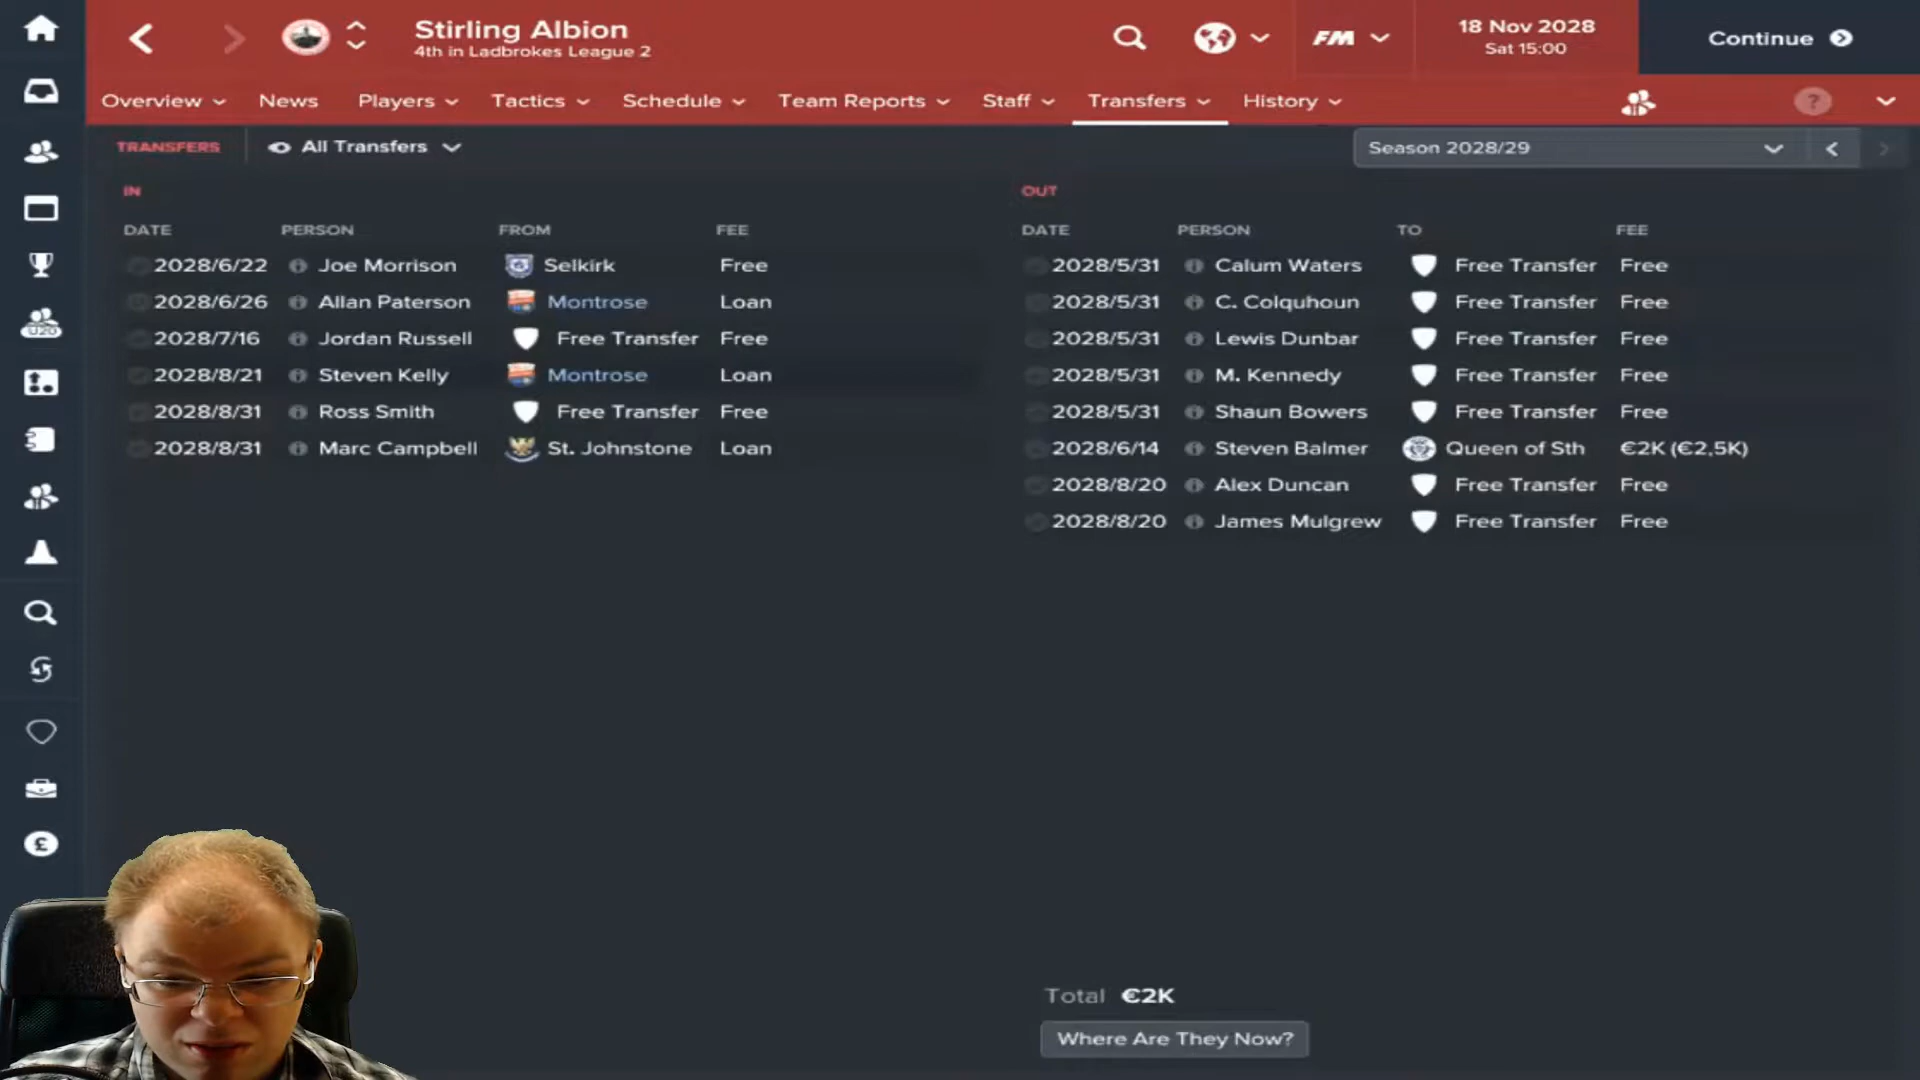 Stirling Albion
4th in Ladbrokes League 2
FM
18 Nov 2028
Sat 15:00
Continue
Overview News Players Tactics Schedule Team Reports Staff Transfers History
?
TRANSFERS All Transfers Season 2028/29
IN
DATE PERSON FROM FEE
2028/6/22 Joe Morrison Selkirk Free
2028/6/26 Allan Paterson Montrose Loan
2028/7/16 Jordan Russell Free Transfer Free
2028/8/21 Steven Kelly Montrose Loan
2028/8/31 Ross Smith Free Transfer Free
2028/8/31 Marc Campbell St. Johnstone Loan
OUT
DATE PERSON TO FEE
2028/5/31 Calum Waters Free Transfer Free
2028/5/31 C. Colquhoun Free Transfer Free
2028/5/31 Lewis Dunbar Free Transfer Free
2028/5/31 M. Kennedy Free Transfer Free
2028/5/31 Shaun Bowers Free Transfer Free
2028/6/14 Steven Balmer Queen of Sth €2K (€2,5K)
2028/8/20 Alex Duncan Free Transfer Free
2028/8/20 James Mulgrew Free Transfer Free
Total €2K
Where Are They Now?
U20
£